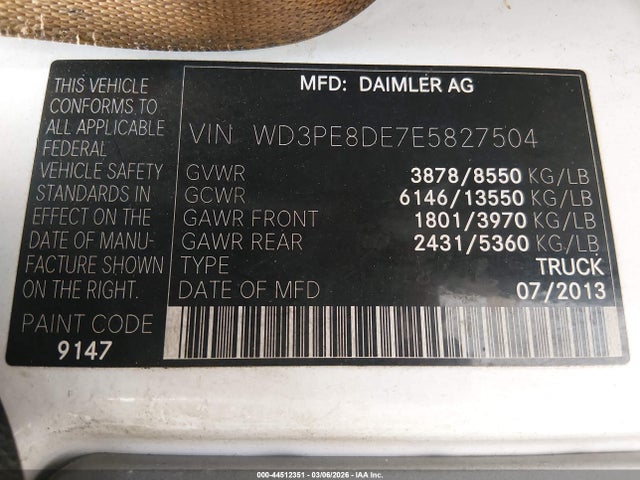 THIS VEHICLE
CONFORMS TO
ALL APPLICABLE
FEDERAL
VEHICLE SAFETY
STANDARDS IN
EFFECT ON THE
DATE OF MANU-
FACTURE SHOWN
ON THE RIGHT.
PAINT CODE
9147
MFD: DAIMLER AG
VIN WD3PE8DE7E5827504
GVWR 3878/8550 KG/LB
GCWR 6146/13550 KG/LB
GAWR FRONT 1801/3970 KG/LB
GAWR REAR 2431/5360 KG/LB
TYPE TRUCK
DATE OF MFD 07/2013
000-44512351 - 03/06/2026 - IAA Inc.